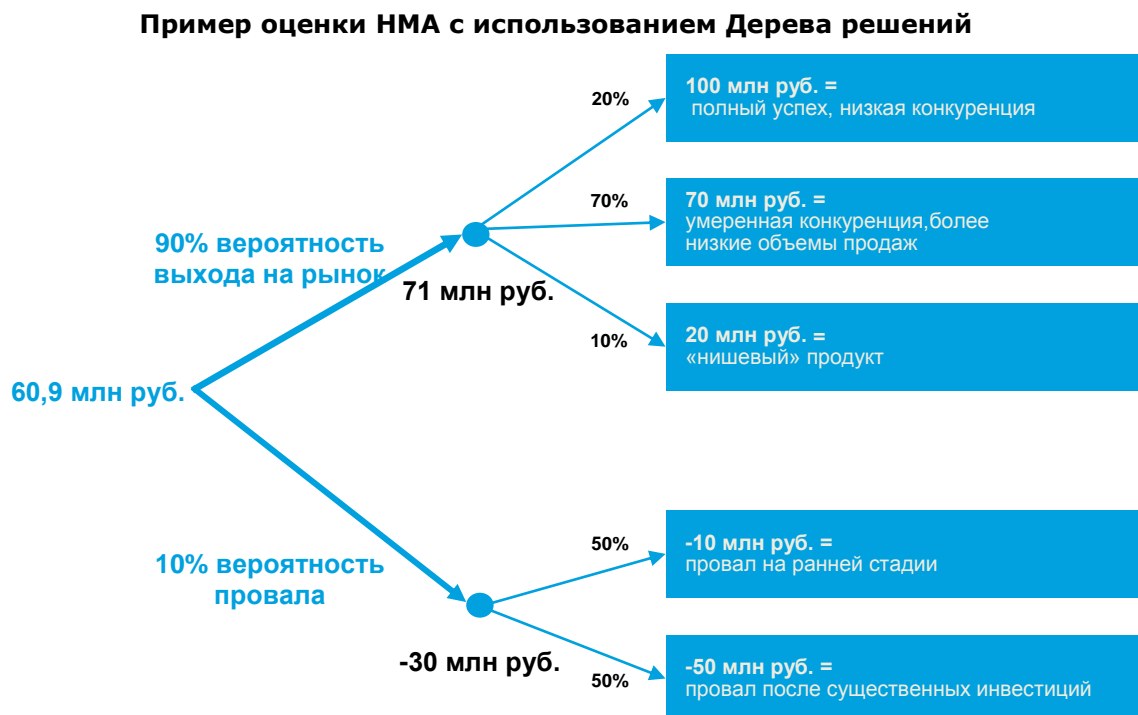 Пример оценки НМА с использованием Дерева решений
20%
100 млн руб. =
полный успех, низкая конкуренция
70%
70 млн руб. =
умеренная конкуренция,более
низкие объемы продаж
90% вероятность
выхода на рынок
71 млн руб.
10%
20 млн руб. =
«нишевый» продукт
60,9 млн руб.
10% вероятность
провала
50%
-10 млн руб. =
провал на ранней стадии
-30 млн руб.
50%
-50 млн руб. =
провал после существенных инвестиций